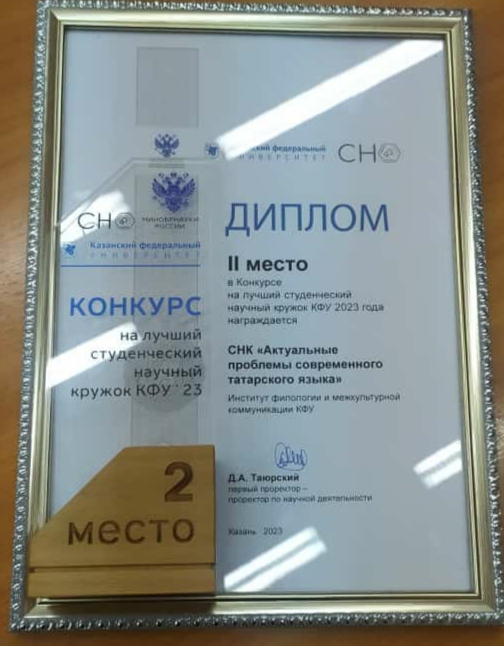 Казанский федеральный
УНИВЕРСИТЕТ
СНО
СНО
МИНОБРНАУКИ
РОССИИ
Казанский федеральный
УНИВЕРСИТЕТ
КОНКУРС
на лучший
студенческий
научный
кружок КФУ`23
2
место
ДИПЛОМ
II место
в Конкурсе
на лучший студенческий
научный кружок КФУ 2023 года
награждается
СНК «Актуальные
проблемы современного
татарского языка»
Институт филологии и межкультурной
коммуникации КФУ
Д.А. Таюрский
первый проректор –
проректор по научной деятельности
Казань 2023